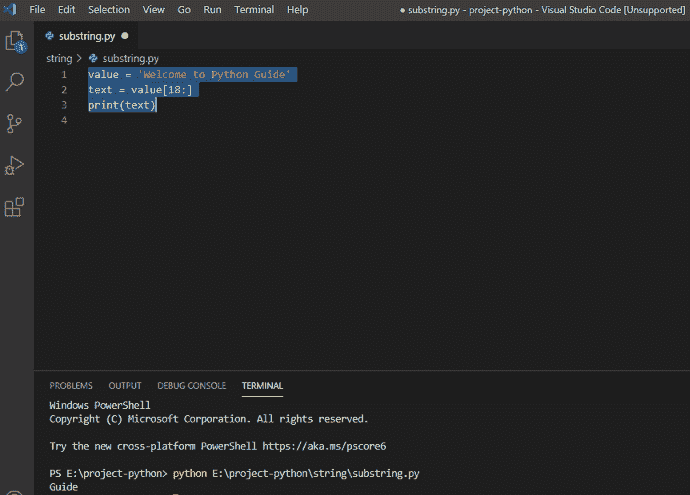 File Edit Selection View Go Run Terminal Help ● substring.py - project-python - Visual Studio Code [Unsupported]
substring.py ●
string > substring.py
1 value = 'Welcome to Python Guide'
2 text = value[18:]
3 print(text)
4
PROBLEMS OUTPUT DEBUG CONSOLE TERMINAL
Windows PowerShell
Copyright (C) Microsoft Corporation. All rights reserved.
Try the new cross-platform PowerShell https://aka.ms/pscore6
PS E:\project-python> python E:\project-python\string\substring.py
Guide